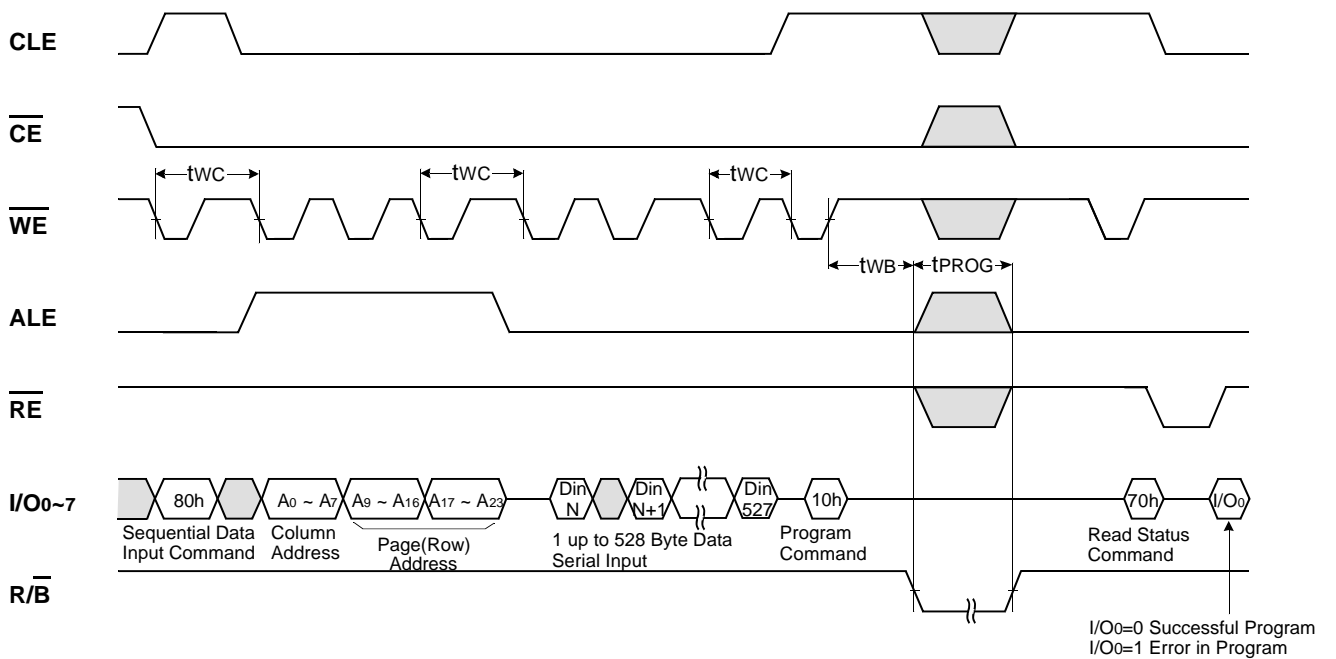 CLE
CE
tWC
tWC
tWC
WE
tWB
tPROG
ALE
RE
I/O0~7
80h
A0 ~ A7
A9 ~ A16
A17 ~ A23
Din
N
Din
N+1
Din
527
10h
70h
I/O0
Sequential Data
Input Command
Column
Address
Page(Row)
Address
1 up to 528 Byte Data
Serial Input
Program
Command
Read Status
Command
R/B
I/O0=0 Successful Program
I/O0=1 Error in Program